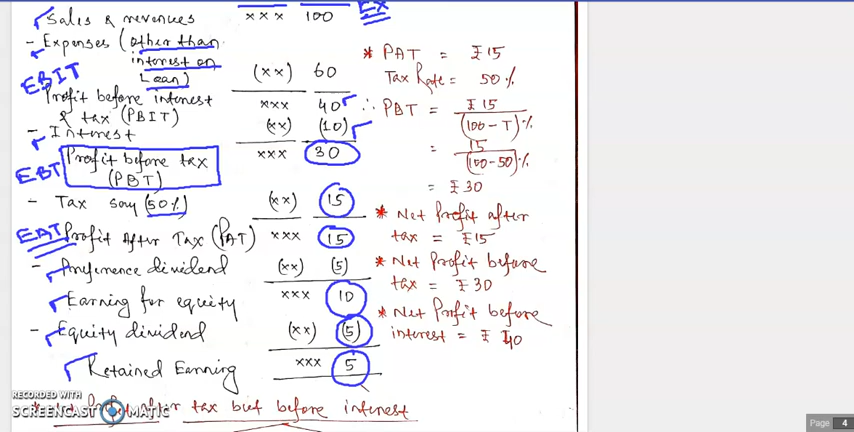 Sales & revenues xxx 100 EX
- Expenses (other than
interest on
Loan) (xx) 60
EBIT
Profit before interest xxx 40
& tax (PBIT)
- Interest (xx) (10)
EBT Profit before tax xxx 30
(PBT)
- Tax say (50%) (xx) 15
EAT Profit After Tax (PAT) xxx 15
- Preference dividend (xx) (5)
Earning for equity xxx 10
- Equity dividend (xx) (5)
Retained Earning xxx 5
* PAT = ₹15
Tax Rate = 50%
∴ PBT = ₹15
(100-T)%
= 15
(100-50)%
= ₹30
* Net Profit after
tax = ₹15
* Net Profit before
tax = ₹30
* Net Profit before
interest = ₹40
after tax but before interest
RECORDED WITH
SCREENCAST MATIC
Page 4